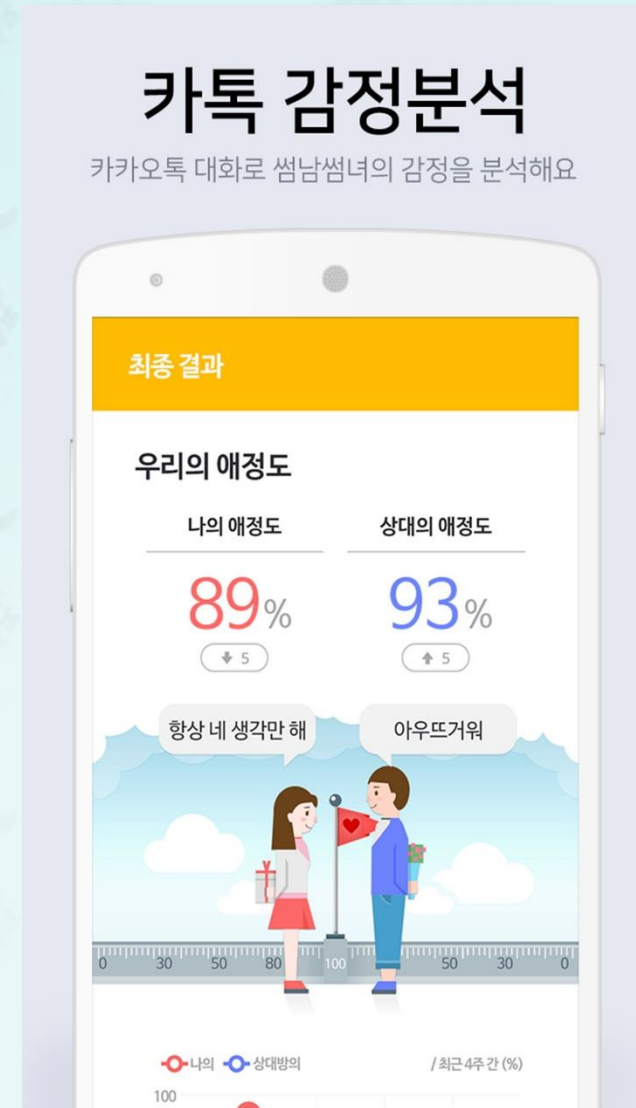 카톡 감정분석
카카오톡 대화로 썸남썸녀의 감정을 분석해요
최종 결과
우리의 애정도
나의 애정도 상대의 애정도
89% 93%
5 5
항상 네 생각만 해 아우뜨거워
0 30 50 80 100 50 30 0
나의 상대방의 / 최근 4주 간 (%)
100